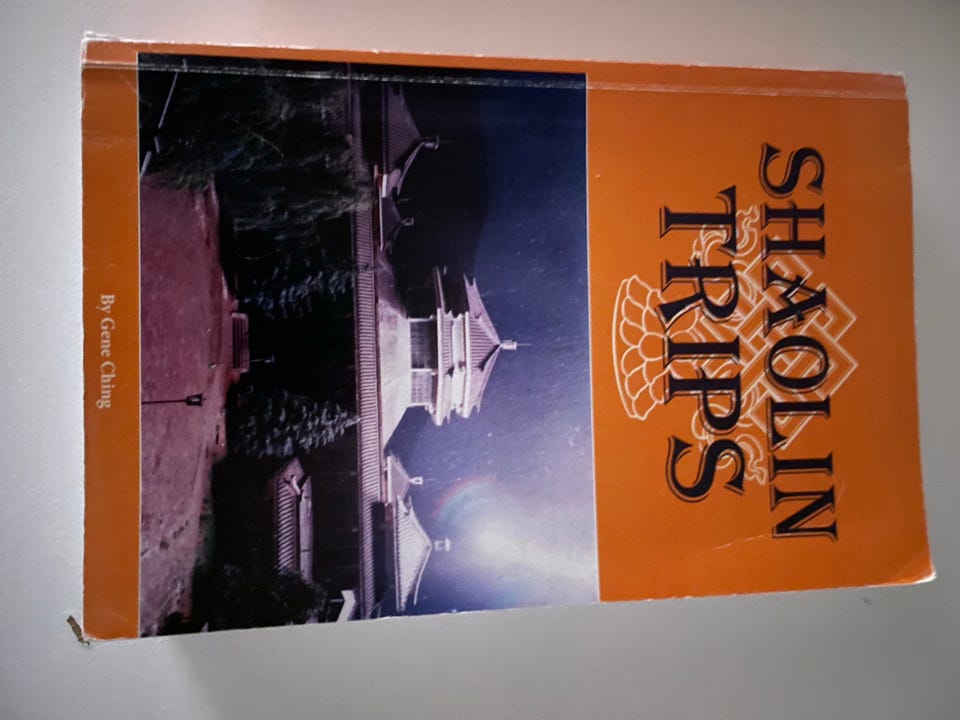 SHAOLIN
TRIPS
By Gene Ching